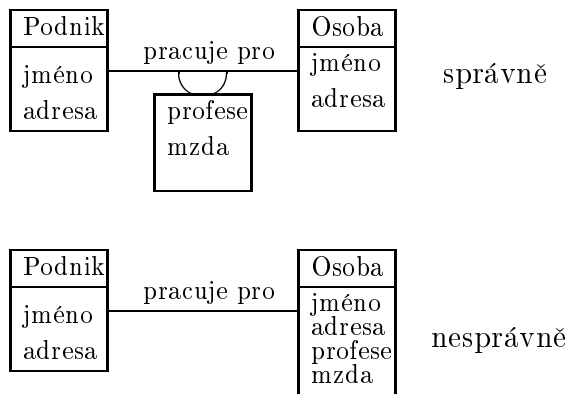 Podnik
jméno
adresa
pracuje pro
profese
mzda
Osoba
jméno
adresa
správně
Podnik
jméno
adresa
pracuje pro
Osoba
jméno
adresa
profese
mzda
nesprávně